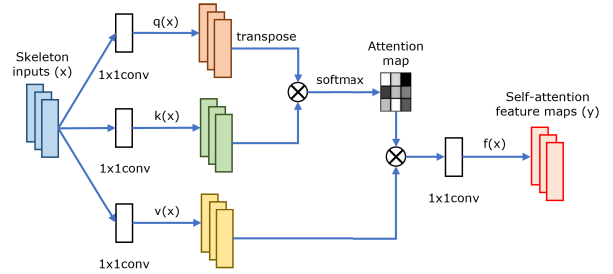 Skeleton
inputs (x)
1x1conv
q(x)
transpose
1x1conv
k(x)
1x1conv
v(x)
softmax
Attention
map
1x1conv
f(x)
Self-attention
feature maps (y)